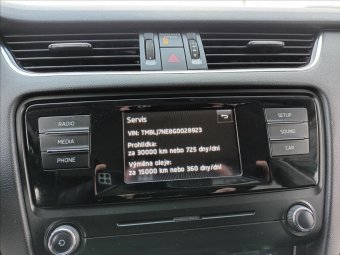 RADIO
MEDIA
PHONE
Servis
VIN: TMBLJ7NE8G0028923
Prohlídka:
za 30000 km nebo 725 dny/dní
Výměna oleje:
za 15000 km nebo 360 dny/dní
SETUP
SOUND
CAR